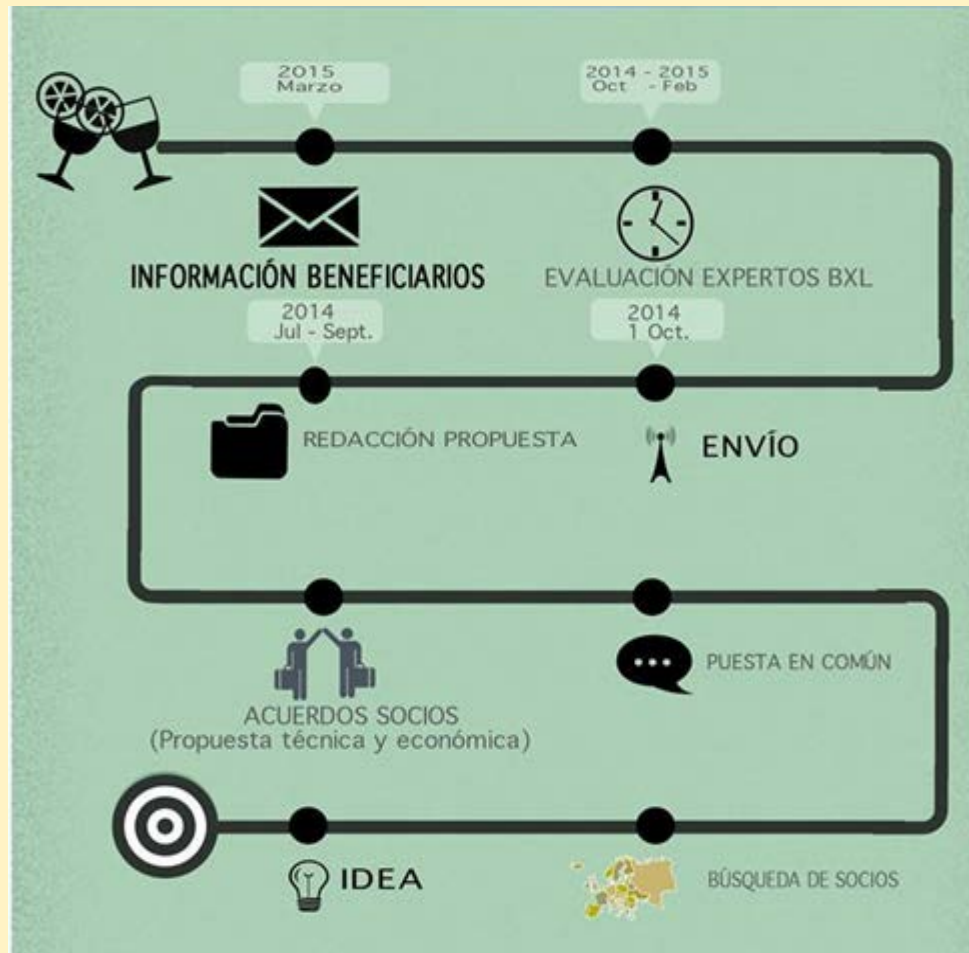 2015
Marzo
2014 - 2015
Oct - Feb
INFORMACIÓN BENEFICIARIOS
EVALUACIÓN EXPERTOS BXL
2014
Jul - Sept.
2014
1 Oct.
REDACCIÓN PROPUESTA
ENVÍO
ACUERDOS SOCIOS
(Propuesta técnica y económica)
PUESTA EN COMÚN
IDEA
BÚSQUEDA DE SOCIOS